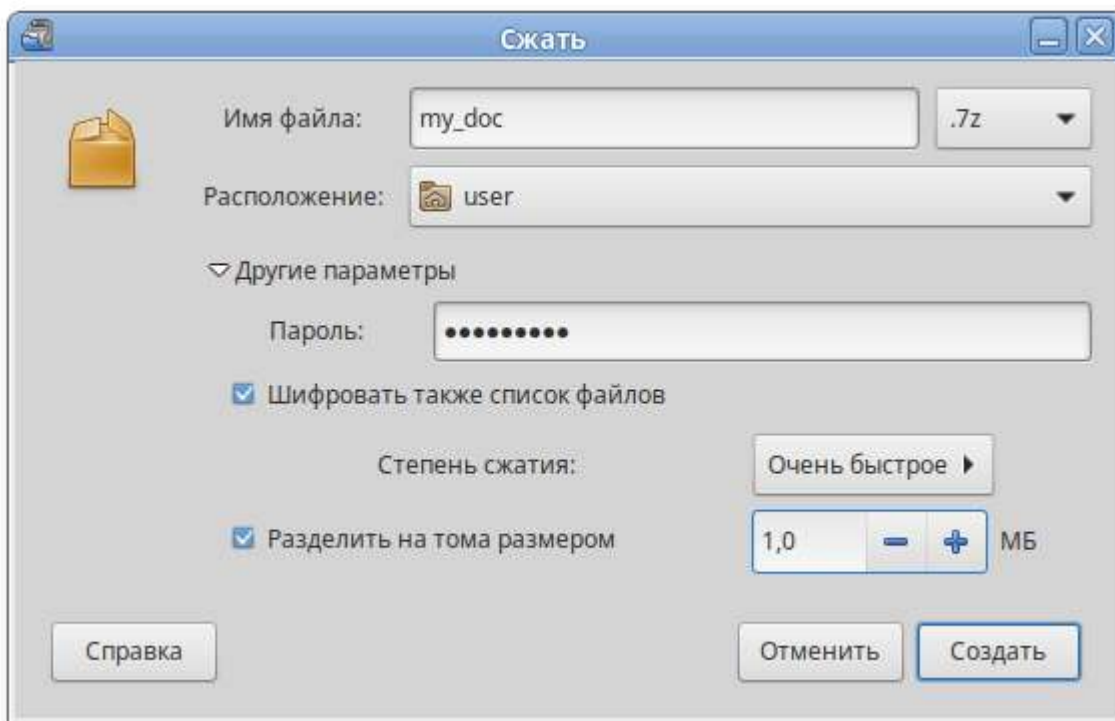 Сжать
Имя файла: my_doc .7z
Расположение: user
Другие параметры
Пароль: •••••••••
Шифровать также список файлов
Степень сжатия: Очень быстрое
Разделить на тома размером 1,0 МБ
Справка Отменить Создать